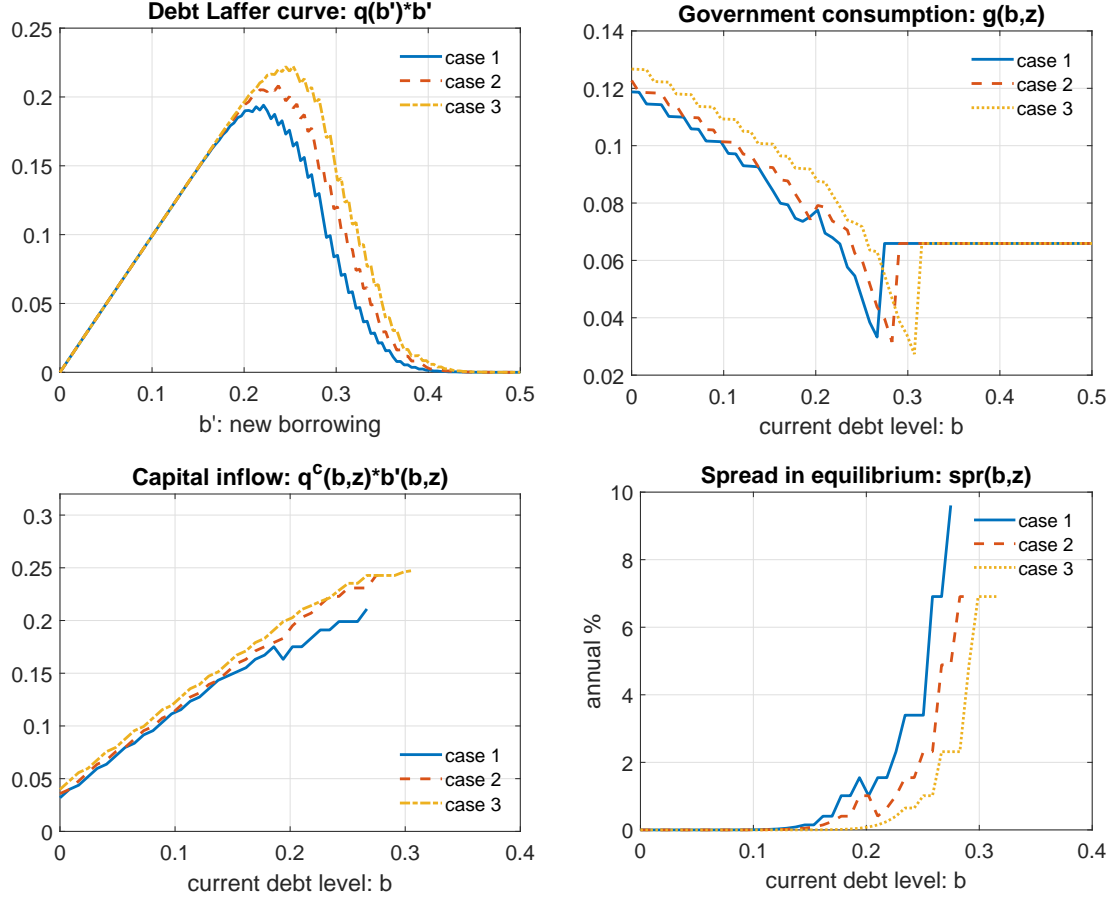 Debt Laffer curve: q(b')*b'
0.25
0.2
0.15
0.1
0.05
0
0
0.1
0.2
0.3
0.4
0.5
case 1
case 2
case 3
b': new borrowing
Government consumption: g(b,z)
0.14
0.12
0.1
0.08
0.06
0.04
0.02
0
0.1
0.2
0.3
0.4
0.5
case 1
case 2
case 3
current debt level: b
Capital inflow: q^c(b,z)*b'(b,z)
0.3
0.25
0.2
0.15
0.1
0.05
0
0
0.1
0.2
0.3
0.4
case 1
case 2
case 3
current debt level: b
Spread in equilibrium: spr(b,z)
annual %
10
8
6
4
2
0
0
0.1
0.2
0.3
0.4
case 1
case 2
case 3
current debt level: b